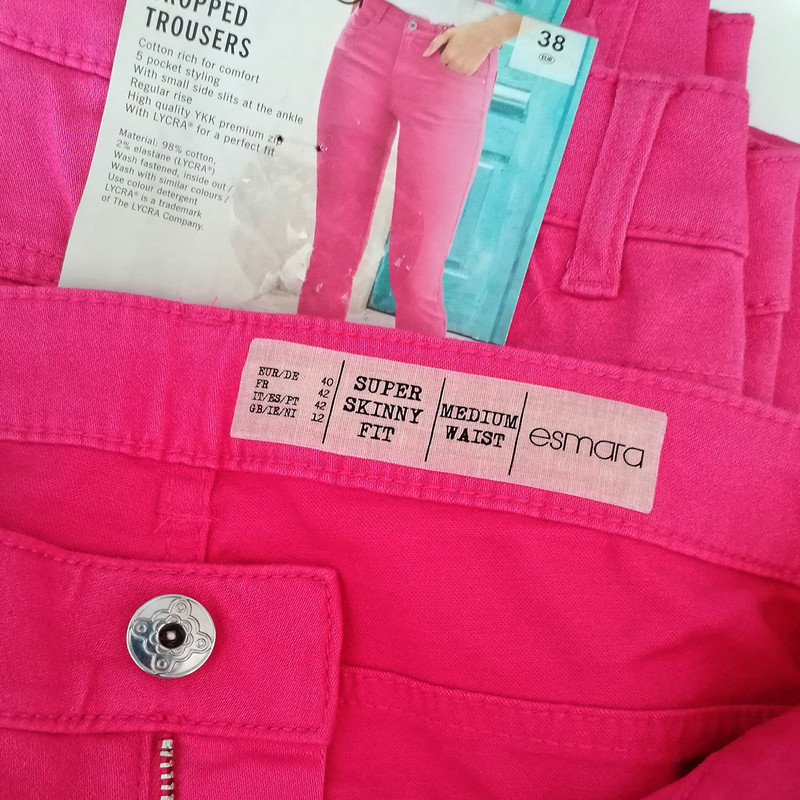 TROUSERS
Cotton rich for comfort
5 pocket styling
With small side slits at the ankle
Regular rise
High quality YKK premium zip
With LYCRA® for a perfect fit
Material: 98% cotton,
2% elastane (LYCRA®)
Wash fastened, inside out /
Wash with similar colours /
Use colour detergent
LYCRA® is a trademark
of The LYCRA Company.
38
EUR
EUR/DE 40
FR 42
IT/ES/PT 42
GB/IE/NI 12
SUPER
SKINNY
FIT
MEDIUM
WAIST
esmara